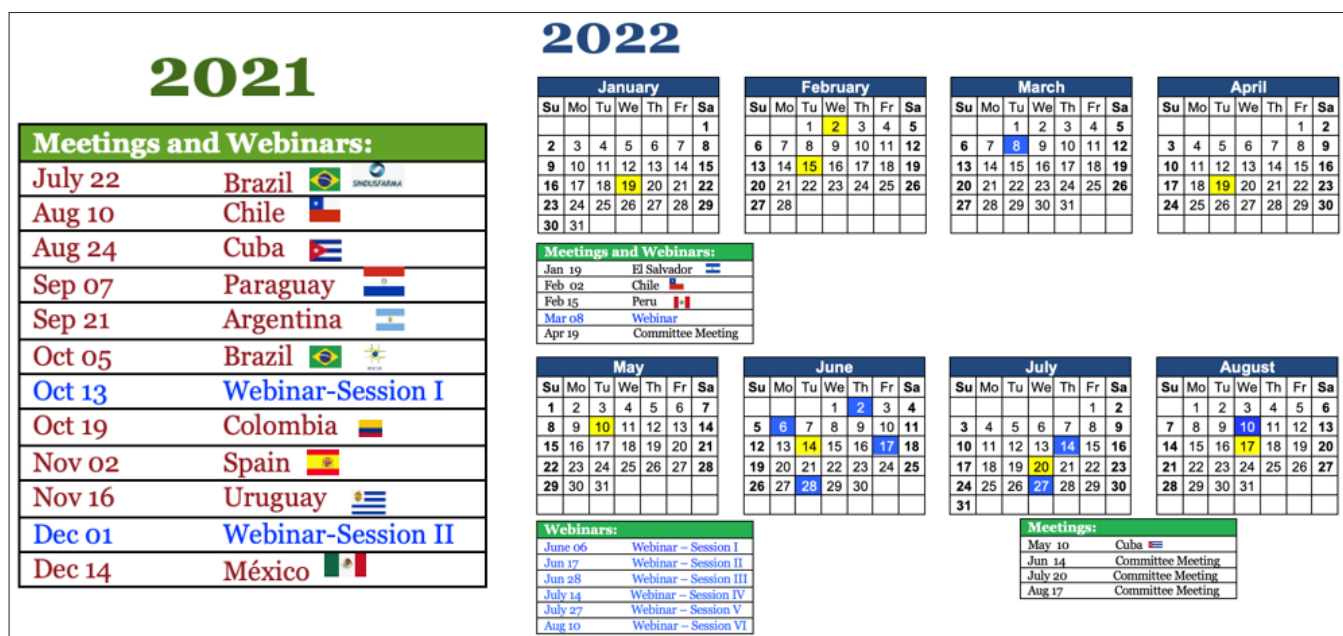 2021
Meetings and Webinars:
July 22 Brazil SINDUSFARMA
Aug 10 Chile
Aug 24 Cuba
Sep 07 Paraguay
Sep 21 Argentina
Oct 05 Brazil
Oct 13 Webinar-Session I
Oct 19 Colombia
Nov 02 Spain
Nov 16 Uruguay
Dec 01 Webinar-Session II
Dec 14 México
2022
January
Su Mo Tu We Th Fr Sa
1
2 3 4 5 6 7 8
9 10 11 12 13 14 15
16 17 18 19 20 21 22
23 24 25 26 27 28 29
30 31
February
Su Mo Tu We Th Fr Sa
1 2 3 4 5
6 7 8 9 10 11 12
13 14 15 16 17 18 19
20 21 22 23 24 25 26
27 28
March
Su Mo Tu We Th Fr Sa
1 2 3 4 5
6 7 8 9 10 11 12
13 14 15 16 17 18 19
20 21 22 23 24 25 26
27 28 29 30 31
April
Su Mo Tu We Th Fr Sa
1 2
3 4 5 6 7 8 9
10 11 12 13 14 15 16
17 18 19 20 21 22 23
24 25 26 27 28 29 30
Meetings and Webinars:
Jan 19 El Salvador
Feb 02 Chile
Feb 15 Peru
Mar 08 Webinar
Apr 19 Committee Meeting
May
Su Mo Tu We Th Fr Sa
1 2 3 4 5 6 7
8 9 10 11 12 13 14
15 16 17 18 19 20 21
22 23 24 25 26 27 28
29 30 31
June
Su Mo Tu We Th Fr Sa
1 2 3 4
5 6 7 8 9 10 11
12 13 14 15 16 17 18
19 20 21 22 23 24 25
26 27 28 29 30
July
Su Mo Tu We Th Fr Sa
1 2
3 4 5 6 7 8 9
10 11 12 13 14 15 16
17 18 19 20 21 22 23
24 25 26 27 28 29 30
31
August
Su Mo Tu We Th Fr Sa
1 2 3 4 5 6
7 8 9 10 11 12 13
14 15 16 17 18 19 20
21 22 23 24 25 26 27
28 29 30 31
Webinars:
June 06 Webinar – Session I
Jun 17 Webinar – Session II
Jun 28 Webinar – Session III
July 14 Webinar – Session IV
July 27 Webinar – Session V
Aug 10 Webinar – Session VI
Meetings:
May 10 Cuba
Jun 14 Committee Meeting
July 20 Committee Meeting
Aug 17 Committee Meeting